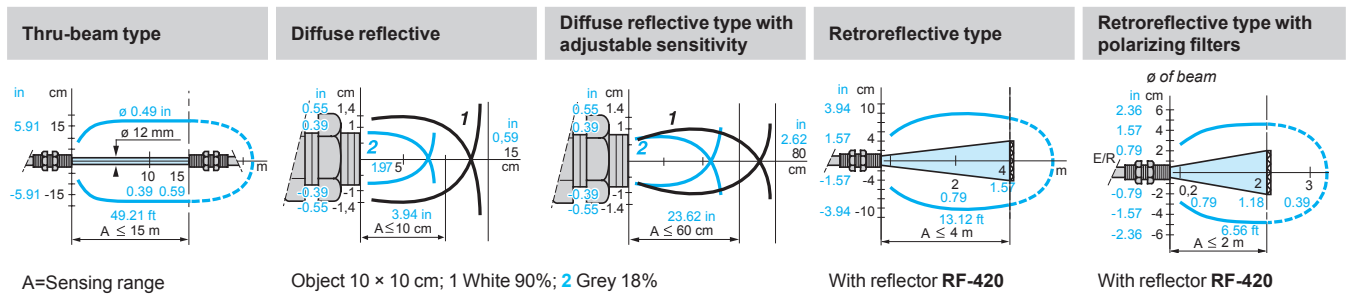 Thru-beam type
Diffuse reflective
Diffuse reflective type with
adjustable sensitivity
Retroreflective type
Retroreflective type with
polarizing filters
in cm
5.91 15
-5.91 -15
ø 0.49 in
ø 12 mm
10 15 m
0.39 0.59
49.21 ft
A ≤ 15 m
in cm
0.55 1,4
0.39 1
-0.39 -1
-0.55 -1,4
1
2
1.97 5
in
0,59
15
cm
3.94 in
A≤10 cm
in cm
0.55 1,4
0.39 1
-0.39 -1
-0.55 -1,4
1
2
in
2.62
80
cm
23.62 in
A ≤ 60 cm
in cm
3.94 10
1.57 4
-1.57 -4
-3.94 -10
2 4 m
0.79 1.57
13.12 ft
A ≤ 4 m
ø of beam
in cm
2.36 6
1.57 4
0.79 2
E/R
-0.79 -2
-1.57 -4
-2.36 -6
0,2 2 3 m
0.79 1.18 0.39
6.56 ft
A ≤ 2 m
A=Sensing range
Object 10 × 10 cm; 1 White 90%; 2 Grey 18%
With reflector RF-420
With reflector RF-420